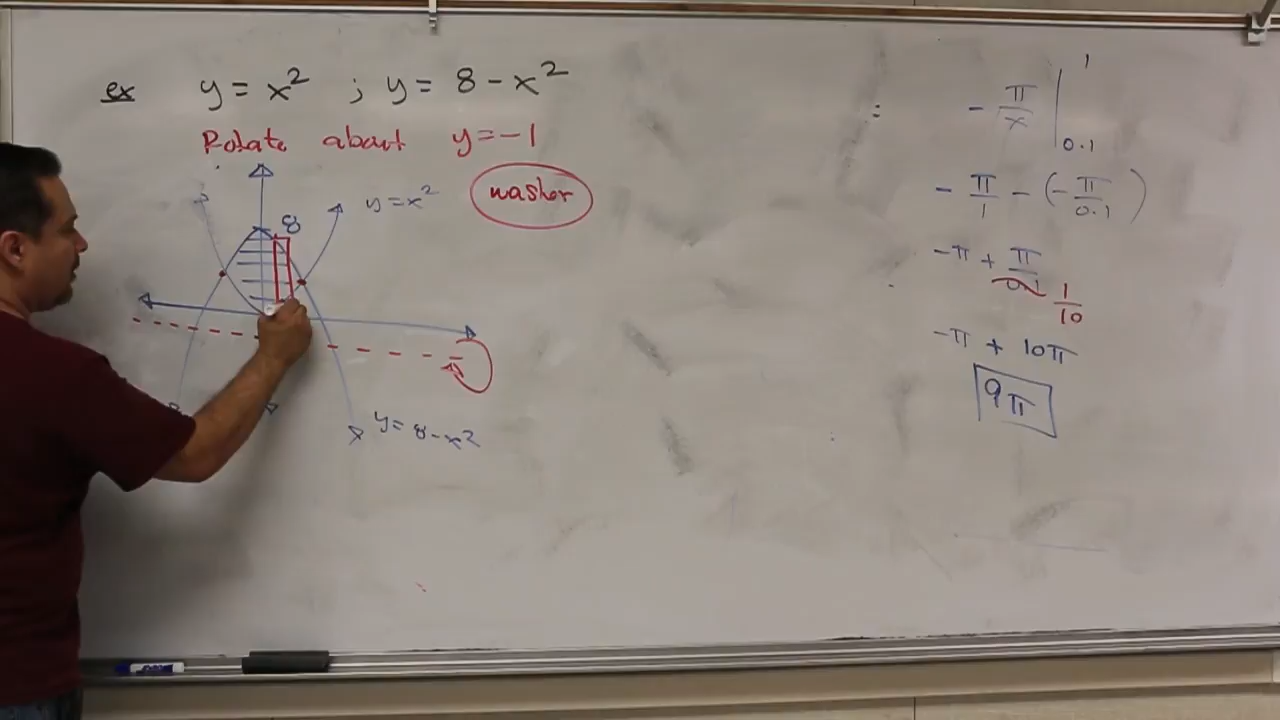 ex y = x² ; y = 8 - x²
Rotate about y = -1
washer
y = x²
8
y = 8 - x²
: - π/x | 1 0.1
- π/1 - (- π/0.1)
-π + π/0.1 1/10
-π + 10π
9π